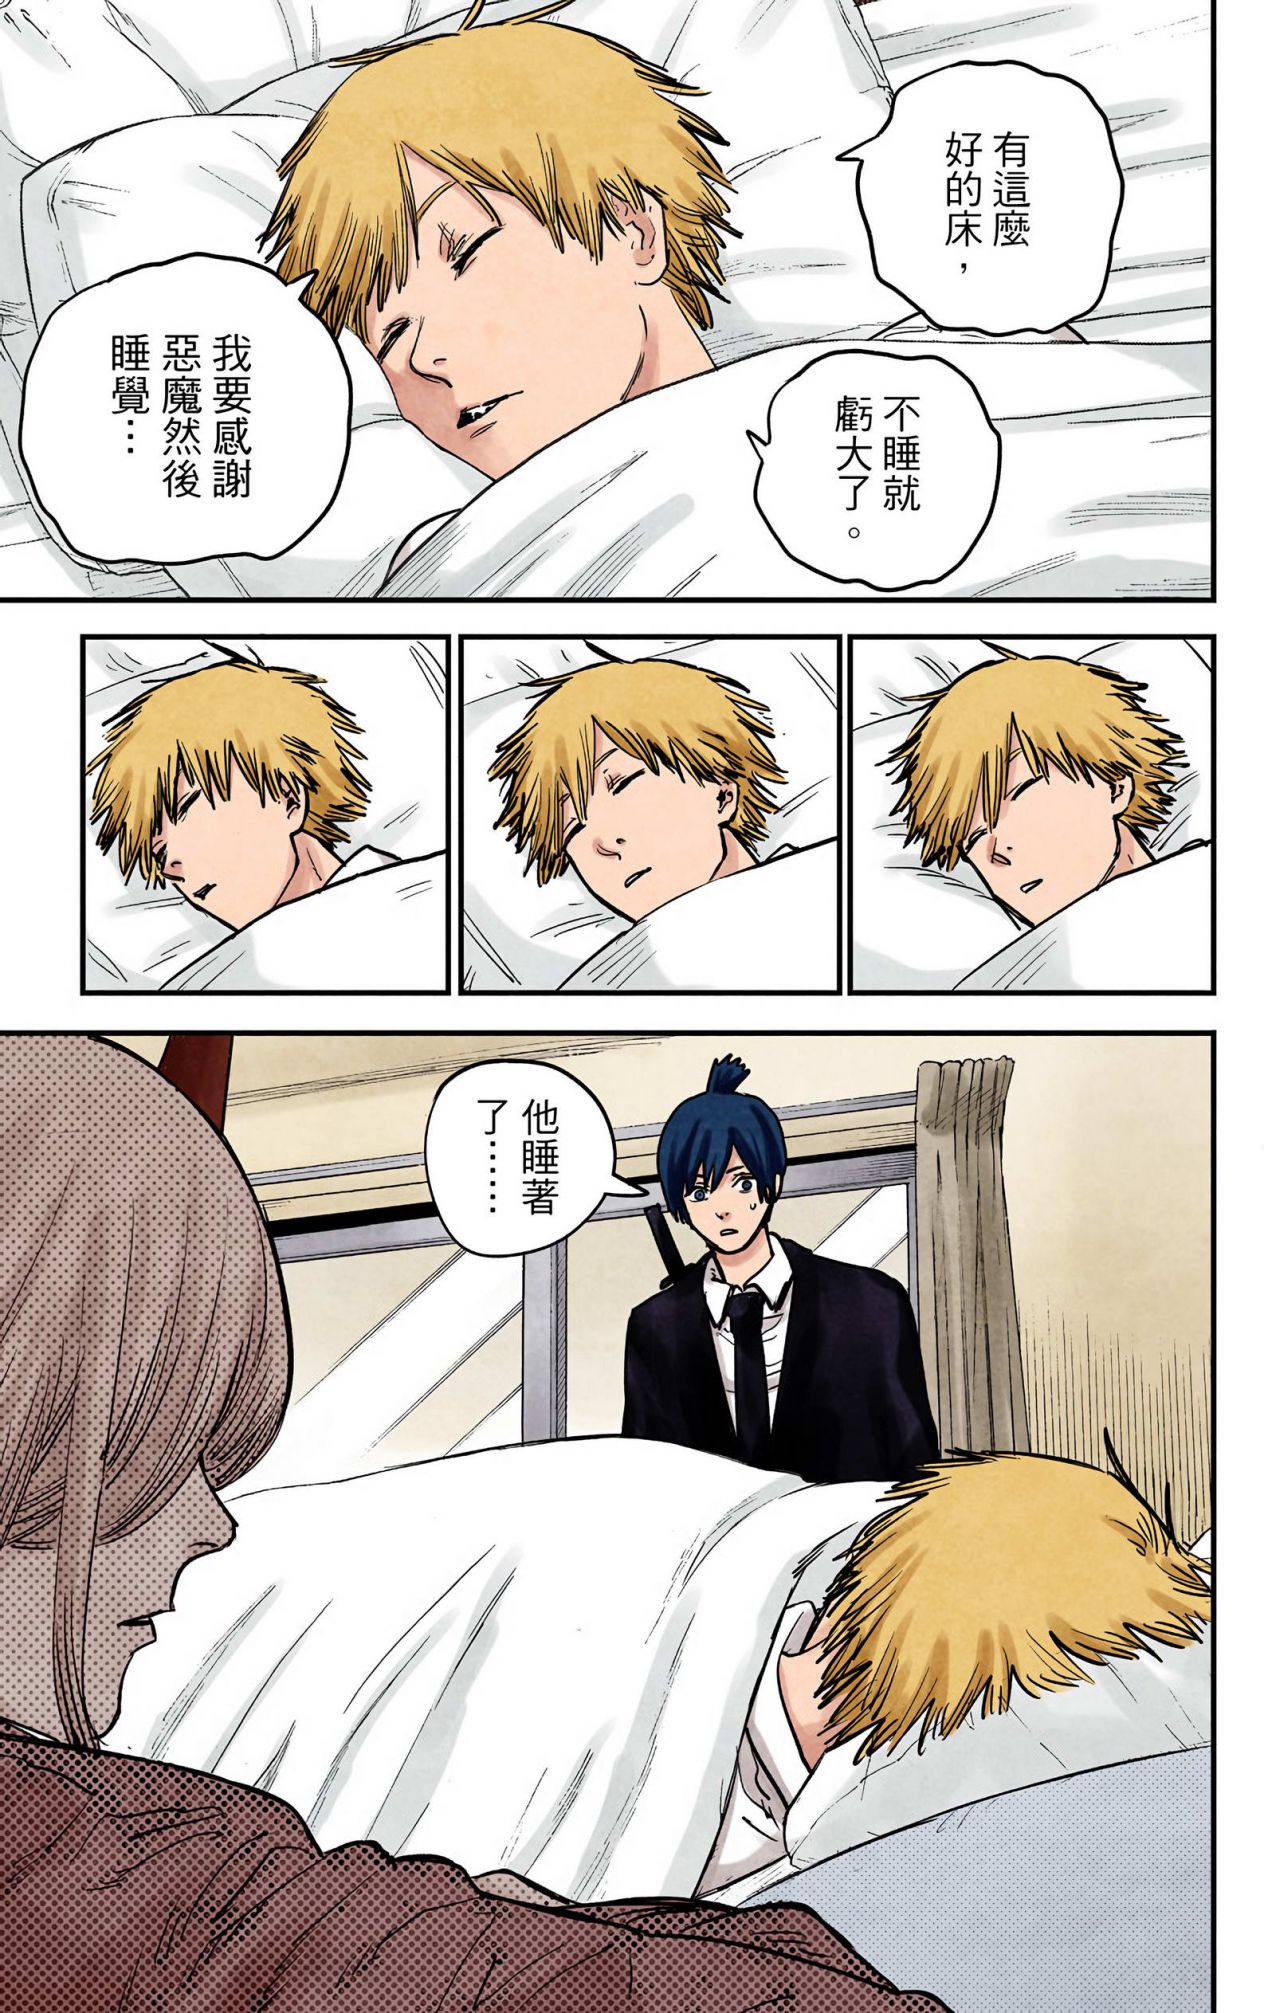 有這麼
好的床，
不睡就
虧大了。
我要感謝
惡魔然後
睡覺…
他睡著
了……